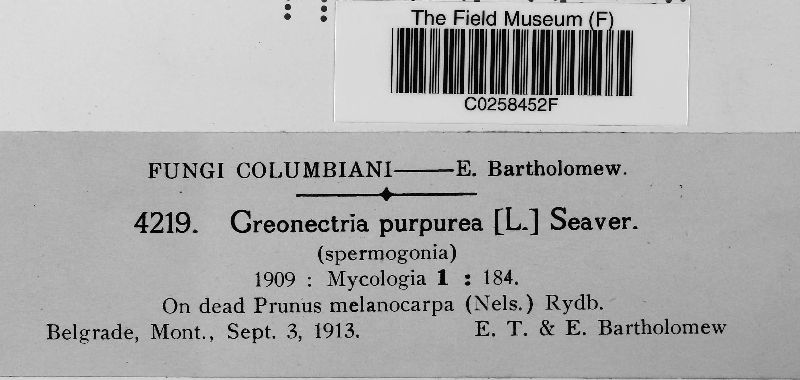 The Field Museum (F)
C0258452F
FUNGI COLUMBIANI——E. Bartholomew.
4219. Creonectria purpurea [L.] Seaver.
(spermogonia)
1909 : Mycologia 1 : 184.
On dead Prunus melanocarpa (Nels.) Rydb.
Belgrade, Mont., Sept. 3, 1913. E. T. & E. Bartholomew